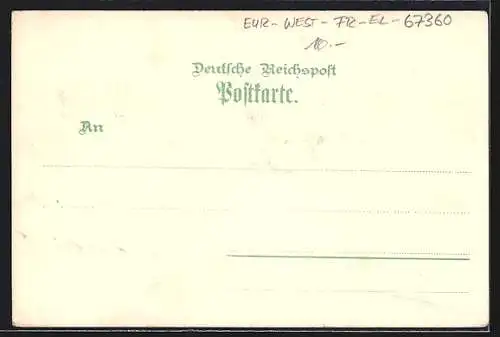 EUR-WEST-FR-EL-67360
10.-
Deutsche Reichspost
Postkarte.
An